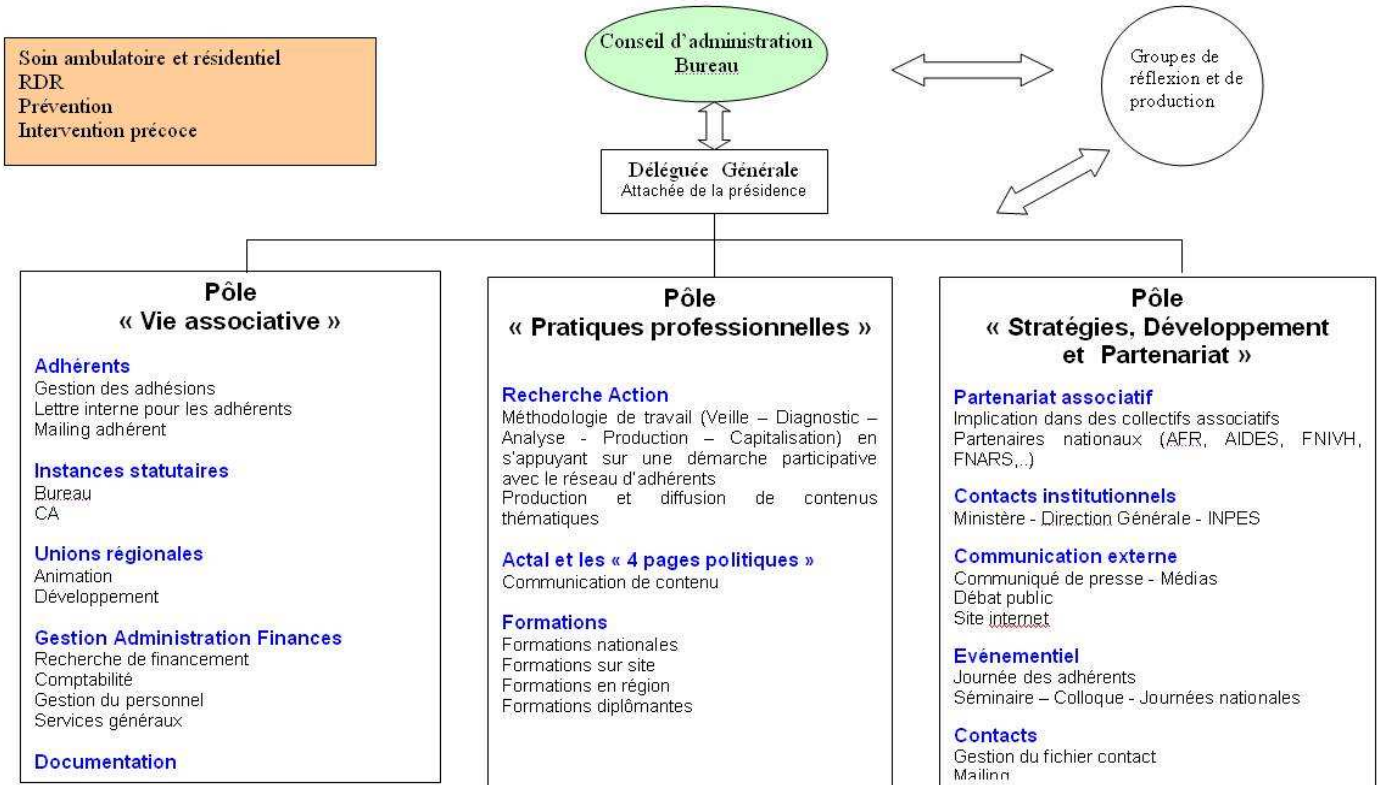 Soin ambulatoire et résidentiel
RDR
Prévention
Intervention précoce
Conseil d'administration
Bureau
Groupes de
réflexion et de
production
Déléguée Générale
Attachée de la présidence
Pôle
« Vie associative »
Adhérents
Gestion des adhésions
Lettre interne pour les adhérents
Mailing adhérent
Instances statutaires
Bureau
CA
Unions régionales
Animation
Développement
Gestion Administration Finances
Recherche de financement
Comptabilité
Gestion du personnel
Services généraux
Documentation
Pôle
« Pratiques professionnelles »
Recherche Action
Méthodologie de travail (Veille – Diagnostic –
Analyse - Production – Capitalisation) en
s'appuyant sur une démarche participative
avec le réseau d'adhérents
Production et diffusion de contenus
thématiques
Actal et les « 4 pages politiques »
Communication de contenu
Formations
Formations nationales
Formations sur site
Formations en région
Formations diplômantes
Pôle
« Stratégies, Développement
et Partenariat »
Partenariat associatif
Implication dans des collectifs associatifs
Partenaires nationaux (AFR, AIDES, FNIVH,
FNARS,..)
Contacts institutionnels
Ministère - Direction Générale - INPES
Communication externe
Communiqué de presse - Médias
Débat public
Site internet
Evénementiel
Journée des adhérents
Séminaire – Colloque - Journées nationales
Contacts
Gestion du fichier contact
Mailing